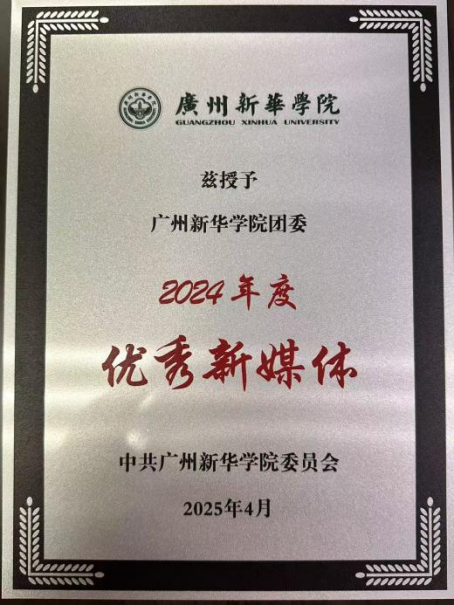 廣州新華學院
GUANGZHOU XINHUA UNIVERSITY
兹授予
广州新华学院团委
2024年度
优秀新媒体
中共广州新华学院委员会
2025年4月